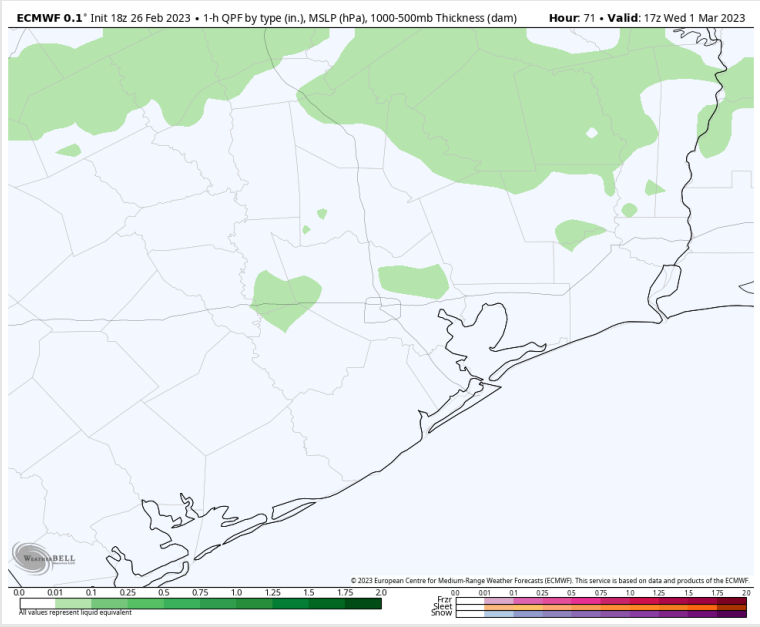 ECMWF 0.1° Init 18z 26 Feb 2023 • 1-h QPF by type (in.), MSLP (hPa), 1000-500mb Thickness (dam) Hour: 71 • Valid: 17z Wed 1 Mar 2023
WEATHERBELL
© 2023 European Centre for Medium-Range Weather Forecasts (ECMWF). This service is based on data and products of the ECMWF.
0.0 0.01 0.1 0.25 0.5 0.75 1.0 1.25 1.5 1.75 2.0
0.0 001 01 0.25 0.5 0.75 1.0 1.25 1.5 1.75 2.0
Frzr
Sleet
Snow
All values represent liquid equivalent